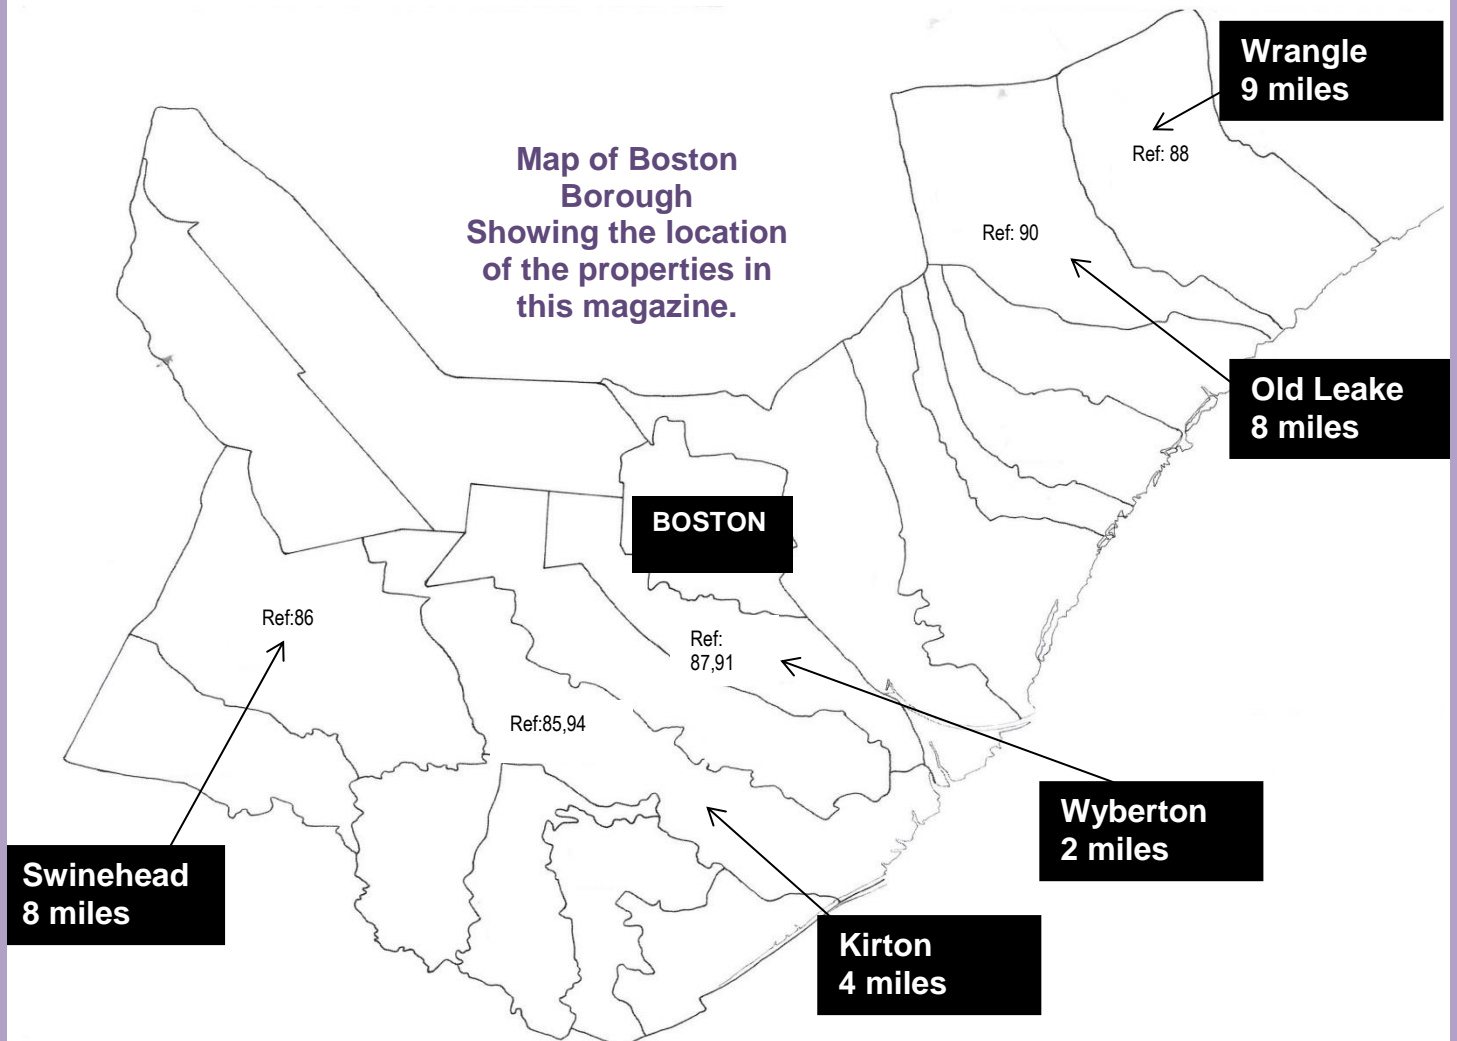 Map of Boston
Borough
Showing the location
of the properties in
this magazine.
Wrangle
9 miles
Ref: 88
Ref: 90
Old Leake
8 miles
BOSTON
Ref:86
Ref:
87,91
Ref:85,94
Wyberton
2 miles
Swinehead
8 miles
Kirton
4 miles